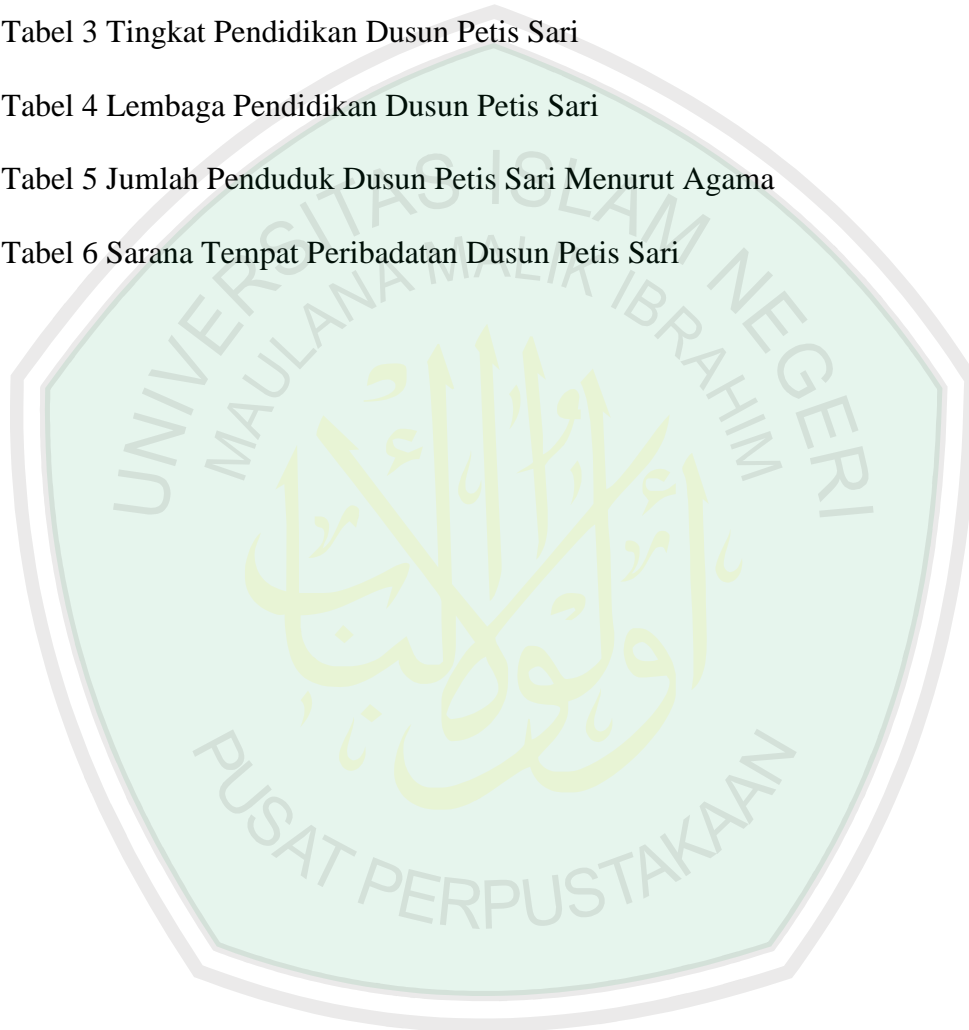 Tabel 3 Tingkat Pendidikan Dusun Petis Sari
Tabel 4 Lembaga Pendidikan Dusun Petis Sari
Tabel 5 Jumlah Penduduk Dusun Petis Sari Menurut Agama
Tabel 6 Sarana Tempat Peribadatan Dusun Petis Sari
UNIVERSITAS ISLAM NEGERI
MAULANA MALIK IBRAHIM
أولوا الألباب
PUSAT PERPUSTAKAAN